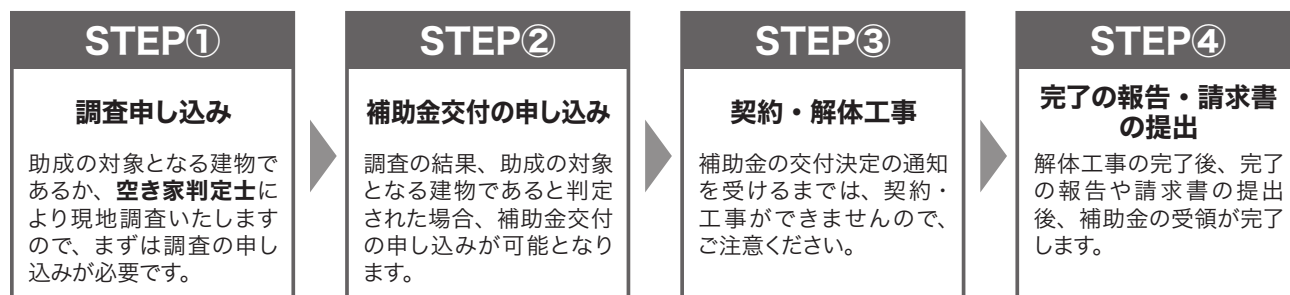 STEP①
調査申し込み
助成の対象となる建物で
あるか、空き家判定士に
より現地調査いたします
ので、まずは調査の申し
込みが必要です。
STEP②
補助金交付の申し込み
調査の結果、助成の対象
となる建物であると判定
された場合、補助金交付
の申し込みが可能となり
ます。
STEP③
契約・解体工事
補助金の交付決定の通知
を受けるまでは、契約・
工事ができませんので、
ご注意ください。
STEP④
完了の報告・請求書
の提出
解体工事の完了後、完了
の報告や請求書の提出
後、補助金の受領が完了
します。